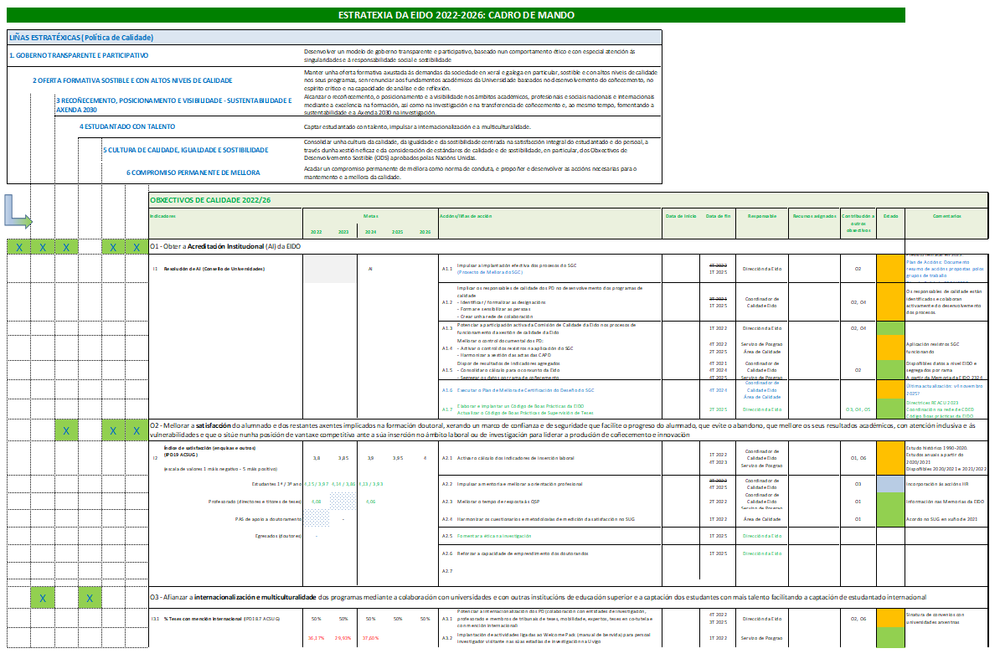 ESTRATEXIA DA EIDO 2022-2026: CADRO DE MANDO
LIÑAS ESTRATÉXICAS (Política de Calidade)
1. GOBERNO TRANSPARENTE E PARTICIPATIVO
Desenvolver un modelo de goberno transparente e participativo, baseado nun comportamento ético e con especial atención ás
singularidades e á responsabilidade social e sostibilidade
2 OFERTA FORMATIVA SOSTIBLE E CON ALTOS NIVEIS DE CALIDADE
Manter unha oferta formativa axustada ás demandas da sociedade en xeral e galega en particular, sostible e con altos niveis de calidade
nos seus programas, sen renunciar aos fundamentos académicos da Universidade baseados no desenvolvemento do coñecemento, no
espírito crítico e na capacidade de análise e de reflexión.
3 RECOÑECEMENTO, POSICIONAMENTO E VISIBILIDADE - SUSTENTABILIDADE E
AXENDA 2030
Alcanzar o recoñecemento, o posicionamento e a visibilidade nos ámbitos académicos, profesionais e sociais nacionais e internacionais
mediante a excelencia na formación, así como na investigación e na transferencia de coñecemento e, ao mesmo tempo, fomentando a
sustentabilidade e a Axenda 2030 na investigación.
4 ESTUDANTADO CON TALENTO
Captar estudantado con talento, impulsar a internacionalización e a multiculturalidade.
5 CULTURA DE CALIDADE, IGUALDADE E SOSTIBILIDADE
Consolidar unha cultura da calidade, da igualdade e da sostibilidade centrada na satisfacción integral do estudantado e do persoal, a
través dunha xestión eficaz e da consideración de estándares de calidade e de sostibilidade, en particular, dos Obxectivos de
Desenvolvemento Sostible (ODS) aprobados polas Nacións Unidas.
6 COMPROMISO PERMANENTE DE MELLORA
Acadar un compromiso permanente de mellora como norma de conduta, e propoñer e desenvolver as accións necesarias para o
mantemento e a mellora da calidade.
OBXECTIVOS DE CALIDADE 2022/26
Indicadores
Metas
Accións/liñas de acción
Data de inicio
Data de fin
Responsable
Recursos asignados
Contribución a
outros
obxectivos
Estado
Comentarios
2022 2023 2024 2025 2026
X X X X X
O1 - Obter a Acreditación Institucional (AI) da EIDO
I1 Resolución de AI (Consello de Universidades)
AI
A1.1 Impulsar a implantación efectiva dos procesos do SGC
(Proxecto de Mellora do SGC)
4T 2022
1T 2025
Dirección da Eido
O2
Plan de Accións: Documento
resumo de accións propostas polos
grupos de traballo
A1.2 Implicar os responsables de calidade dos PD no desenvolvemento dos programas de
calidade
- Identificar / formalizar as designacións
- Formar e sensibilizar as persoas
- Crear unha rede de colaboración
3T 2021
1T 2025
Coordinador de
Calidade Eido
O2, O4
Os responsables de calidade están
identificados e colaboran
activamente do desenvolvemento
dos procesos.
A1.3 Potenciar a participación activa da Comisión de Calidade da Eido nos procesos de
funcionamento da xestión de calidade da Eido
Dirección da Eido
O2, O4
A1.4 Mellorar o control documental dos PD:
- Activar o control dos rexistros na aplicación do SGC
- Harmonizar a xestión das actas das CAPD
4T 2022
2T 2025
Servizo de Posgrao
Área de Calidade
Aplicación rexistros SGC
funcionando
A1.5 Dispor de resultados de indicadores agregados
- Consolidar o cálculo para o conxunto da Eido
- Segregar os datos por rama de coñecemento
4T 2021
4T 2024
4T 2022
Coordinador de
Calidade Eido
Servizo de Posgrao
O2
Dispoñibles datos a nivel EIDO e
segregados por rama
A partir da Memoria da EIDO 2324
A1.6 Executar o Plan de Mellora de Certificación do Deseño do SGC
4T 2024
Coordinador de
Calidade Eido
Área de Calidade
Última actualización: v4 novembro
2025?
A1.7 Elaborar e implantar un Código de Boas Prácticas da EIDO
Actualizar o Código de Boas Prácticas de Supervisión de Teses
2T 2025
Dirección da Eido
O3, O4, O5
Directrices REACU 2023
Coordinación na rede de COED
Código Boas prácticas da EIDO
X X X
O2 - Mellorar a satisfacción do alumnado e dos restantes axentes implicados na formación doutoral, xerando un marco de confianza e de seguridade que facilite o progreso do alumnado, que evite o abandono, que mellore os seus resultados académicos, con atención inclusiva e ás
vulnerabilidades e que o sitúe nunha posición de vantaxe competitiva ante a súa inserción no ámbito laboral ou de investigación para liderar a produción de coñecemento e innovación
I2 Índice de satisfacción (enquisas e outros)
(IPD19 ACSUG)
(escala de valores 1 máis negativo - 5 máis positivo)
3,8 3,85 3,9 3,95 4
A2.1 Activar o cálculo dos indicadores de inserción laboral
1T 2022
4T 2023
Coordinador de
Calidade Eido
Servizo de Posgrao
O1, O6
Estudo histórico 1990-2020.
Estudos anuais a partir do
2020/2021
Dispoñibles 2020/2021 e 2021/2022
Estudantes 1º / 3º ano 4,15 / 3,97 4,14 / 3,86 4,13 / 3,93
A2.2 Impulsar a mentoría e mellorar a orientación profesional
3T 2022
4T 2025
Coordinador de
Calidade Eido
O3
Incorporación ás accións HR
Profesorado (directores e titores de teses) 4,08 4,06
A2.3 Mellorar o tempo de resposta ás QSP
2T 2022
Coordinador de
Calidade Eido
Servizo de Posgrao
O1
Información nas Memorias da EIDO
PAS de apoio a doutoramento -
A2.4 Harmonizar os cuestionarios e metodoloxías de medición da satisfacción no SUG
1T 2022
Área de Calidade
O1
Acordo no SUG en xuño de 2021
Egresados (doutores) -
A2.5 Fomentar a ética na investigación
1T 2025
Dirección da Eido
A2.6 Reforzar a capacidade de emprendemento dos doutorandos
1T 2025
Dirección da Eido
A2.7
X X
O3 - Afianzar a internacionalización e multiculturalidade dos programas mediante a colaboración con universidades e con outras institucións de educación superior e a captación dos estudantes con mais talento facilitando a captación de estudantado internacional
I3.1 % Teses con mención internacional (PD18.7 ACSUG)
50% 50% 50% 50% 50%
A3.1 Potenciar a internacionalización dos PD (colaboración con entidades de investigación,
profesorado e membros de tribunais de teses, mobilidade, expertos, teses en co-tutela e
con mención internacional)
4T 2022
3T 2025
Dirección da Eido
O2, O6
Sinatura de convenios con
universidades arxentinas
36,17% 29,93% 37,60%
A3.2 Implantación de actividades ligadas ao Welcome Pack (manual de benvida) para persoal
investigador visitante nas súas estadías de investigación na Uvigo
1T 2022
Servizo de Posgrao